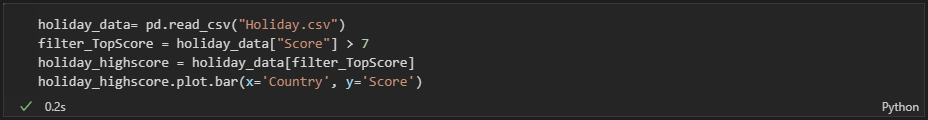 holiday_data= pd.read_csv("Holiday.csv")
filter_TopScore = holiday_data["Score"] > 7
holiday_highscore = holiday_data[filter_TopScore]
holiday_highscore.plot.bar(x='Country', y='Score')
0.2s Python